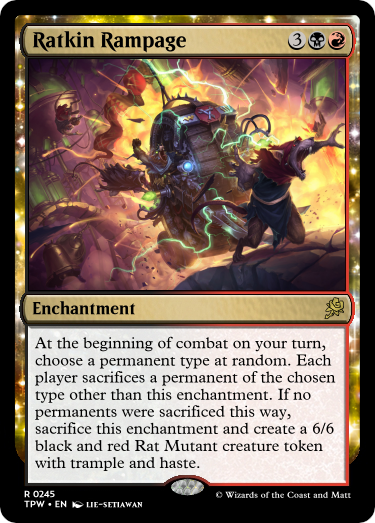 Ratkin Rampage 3
Enchantment
At the beginning of combat on your turn,
choose a permanent type at random. Each
player sacrifices a permanent of the chosen
type other than this enchantment. If no
permanents were sacrificed this way,
sacrifice this enchantment and create a 6/6
black and red Rat Mutant creature token
with trample and haste.
R 0245
TPW • EN LIE-SETIAWAN
© Wizards of the Coast and Matt